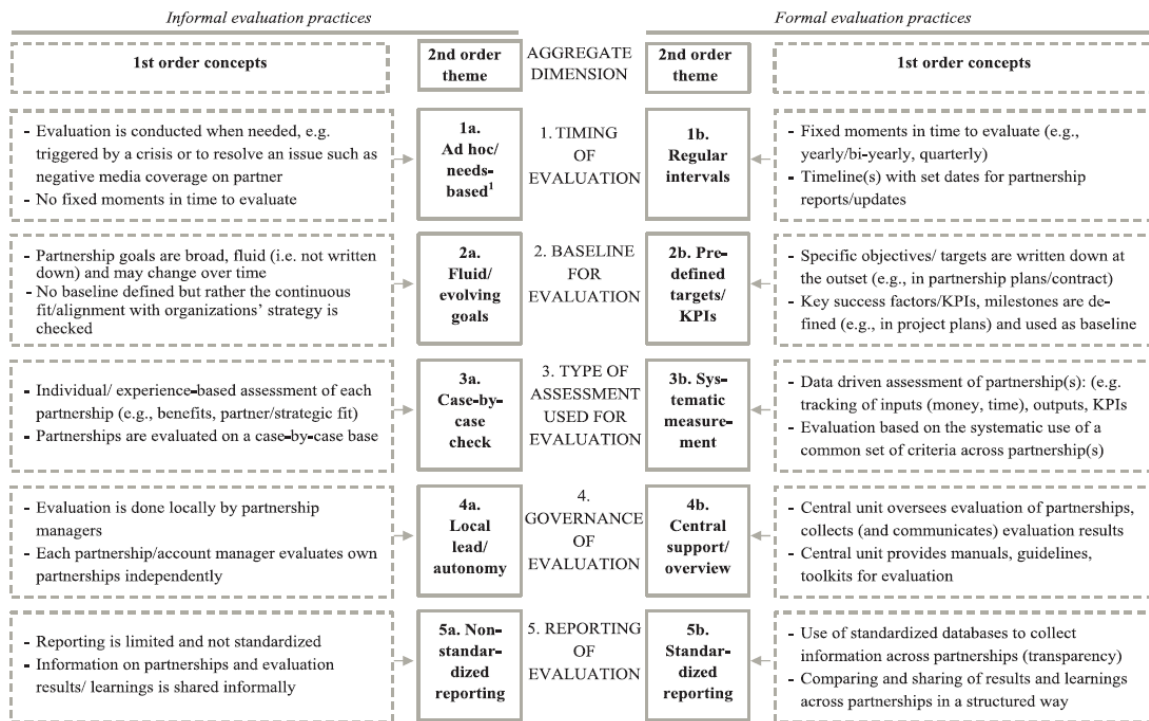 Informal evaluation practices
Formal evaluation practices
1st order concepts
2nd order
theme
AGGREGATE
DIMENSION
2nd order
theme
1st order concepts
- Evaluation is conducted when needed, e.g.
triggered by a crisis or to resolve an issue such as
negative media coverage on partner
- No fixed moments in time to evaluate
1a.
Ad hoc/
needs-
based1
1. TIMING
OF
EVALUATION
1b.
Regular
intervals
- Fixed moments in time to evaluate (e.g.,
yearly/bi-yearly, quarterly)
- Timeline(s) with set dates for partnership
reports/updates
- Partnership goals are broad, fluid (i.e. not written
down) and may change over time
- No baseline defined but rather the continuous
fit/alignment with organizations’ strategy is
checked
2a.
Fluid/
evolving
goals
2. BASELINE
FOR
EVALUATION
2b. Pre-
defined
targets/
KPIs
- Specific objectives/ targets are written down at
the outset (e.g., in partnership plans/contract)
- Key success factors/KPIs, milestones are de-
fined (e.g., in project plans) and used as baseline
- Individual/ experience-based assessment of each
partnership (e.g., benefits, partner/strategic fit)
- Partnerships are evaluated on a case-by-case base
3a.
Case-by-
case
check
3. TYPE OF
ASSESSMENT
USED FOR
EVALUATION
3b. Sys-
tematic
measure-
ment
- Data driven assessment of partnership(s): (e.g.
tracking of inputs (money, time), outputs, KPIs
- Evaluation based on the systematic use of a
common set of criteria across partnership(s)
- Evaluation is done locally by partnership
managers
- Each partnership/account manager evaluates own
partnerships independently
4a.
Local
lead/
autonomy
4.
GOVERNANCE
OF
EVALUATION
4b.
Central
support/
overview
- Central unit oversees evaluation of partnerships,
collects (and communicates) evaluation results
- Central unit provides manuals, guidelines,
toolkits for evaluation
- Reporting is limited and not standardized
- Information on partnerships and evaluation
results/ learnings is shared informally
5a. Non-
standar-
dized
reporting
5. REPORTING
OF
EVALUATION
5b.
Standar-
dized
reporting
- Use of standardized databases to collect
information across partnerships (transparency)
- Comparing and sharing of results and learnings
across partnerships in a structured way